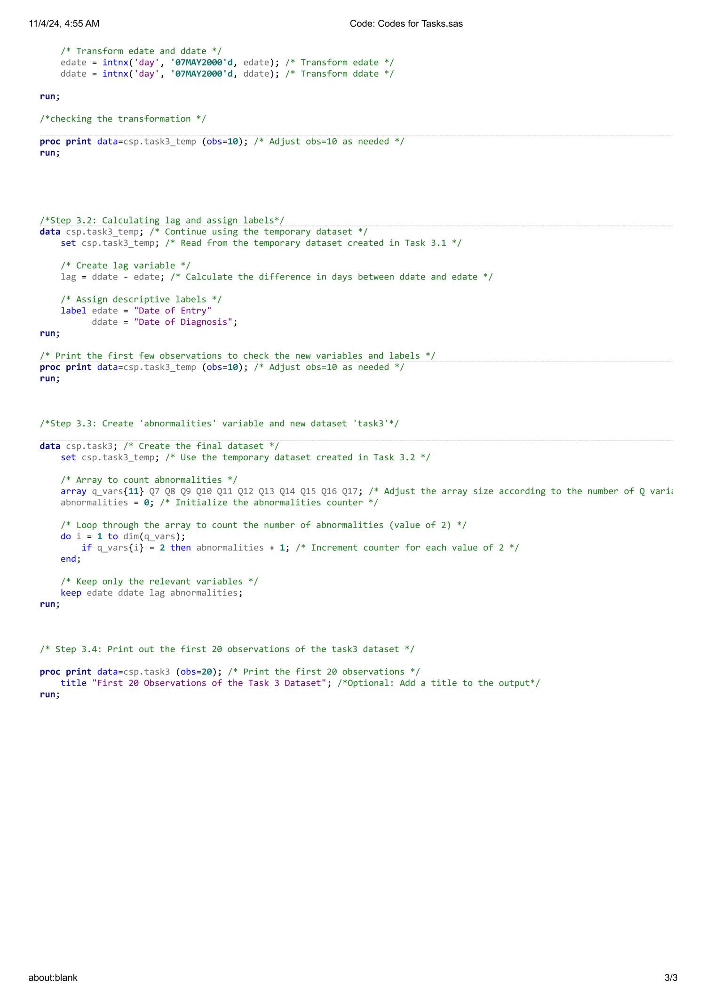 11/4/24, 4:55 AM
Code: Codes for Tasks.sas
/* Transform edate and ddate */
edate = intnx('day', '07MAY2000'd, edate); /* Transform edate */
ddate = intnx('day', '07MAY2000'd, ddate); /* Transform ddate */
run;
/*checking the transformation */
proc print data=csp.task3_temp (obs=10); /* Adjust obs=10 as needed */
run;
/*Step 3.2: Calculating lag and assign labels*/
data csp.task3_temp; /* Continue using the temporary dataset */
set csp.task3_temp; /* Read from the temporary dataset created in Task 3.1 */
/* Create lag variable */
lag = ddate - edate; /* Calculate the difference in days between ddate and edate */
/* Assign descriptive labels */
label edate = "Date of Entry"
ddate = "Date of Diagnosis";
run;
/* Print the first few observations to check the new variables and labels */
proc print data=csp.task3_temp (obs=10); /* Adjust obs=10 as needed */
run;
/*Step 3.3: Create 'abnormalities' variable and new dataset 'task3'*/
data csp.task3; /* Create the final dataset */
set csp.task3_temp; /* Use the temporary dataset created in Task 3.2 */
/* Array to count abnormalities */
array q_vars{11} Q7 Q8 Q9 Q10 Q11 Q12 Q13 Q14 Q15 Q16 Q17; /* Adjust the array size according to the number of Q varia
abnormalities = 0; /* Initialize the abnormalities counter */
/* Loop through the array to count the number of abnormalities (value of 2) */
do i = 1 to dim(q_vars);
if q_vars{i} = 2 then abnormalities + 1; /* Increment counter for each value of 2 */
end;
/* Keep only the relevant variables */
keep edate ddate lag abnormalities;
run;
/* Step 3.4: Print out the first 20 observations of the task3 dataset */
proc print data=csp.task3 (obs=20); /* Print the first 20 observations */
title "First 20 Observations of the Task 3 Dataset"; /*Optional: Add a title to the output*/
run;
about:blank
3/3